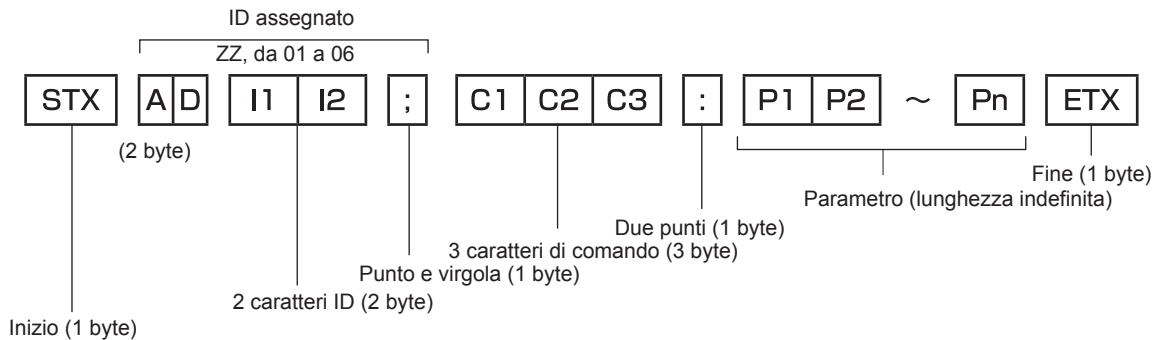 ID assegnato
ZZ, da 01 a 06
STX A D I1 I2 ; C1 C2 C3 : P1 P2 ~ Pn ETX
(2 byte)
Fine (1 byte)
Parametro (lunghezza indefinita)
Due punti (1 byte)
3 caratteri di comando (3 byte)
Punto e virgola (1 byte)
2 caratteri ID (2 byte)
Inizio (1 byte)